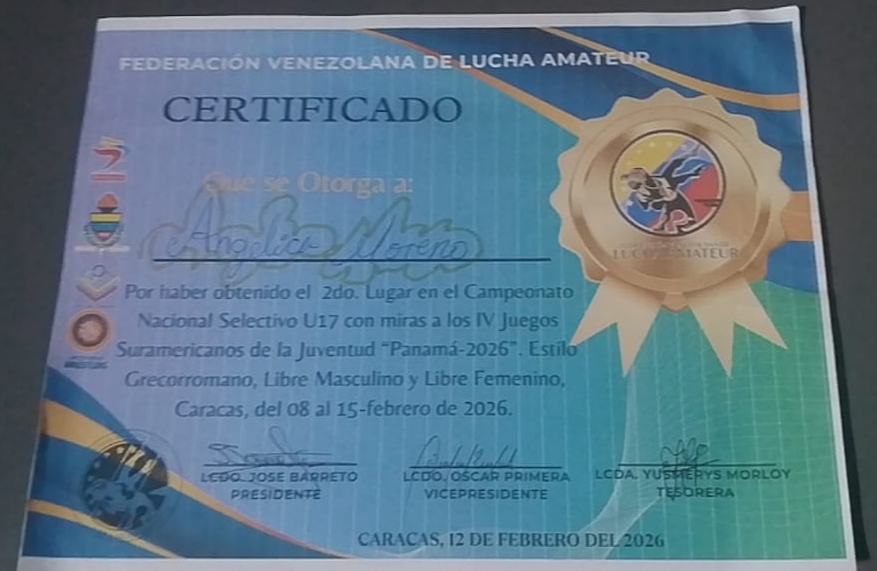 FEDERACIÓN VENEZOLANA DE LUCHA AMATEUR
CERTIFICADO
Que se Otorga a:
Angelica Moreno
Por haber obtenido el 2do. Lugar en el Campeonato
Nacional Selectivo U17 con miras a los IV Juegos
Suramericanos de la Juventud “Panamá-2026”. Estilo
Grecorromano, Libre Masculino y Libre Femenino,
Caracas, del 08 al 15-febrero de 2026.
LUCHA AMATEUR
LCDO. JOSE BARRETO
PRESIDENTE
LCDO. OSCAR PRIMERA
VICEPRESIDENTE
LCDA. YUSMERYS MORLOY
TESORERA
CARACAS, 12 DE FEBRERO DEL 2026